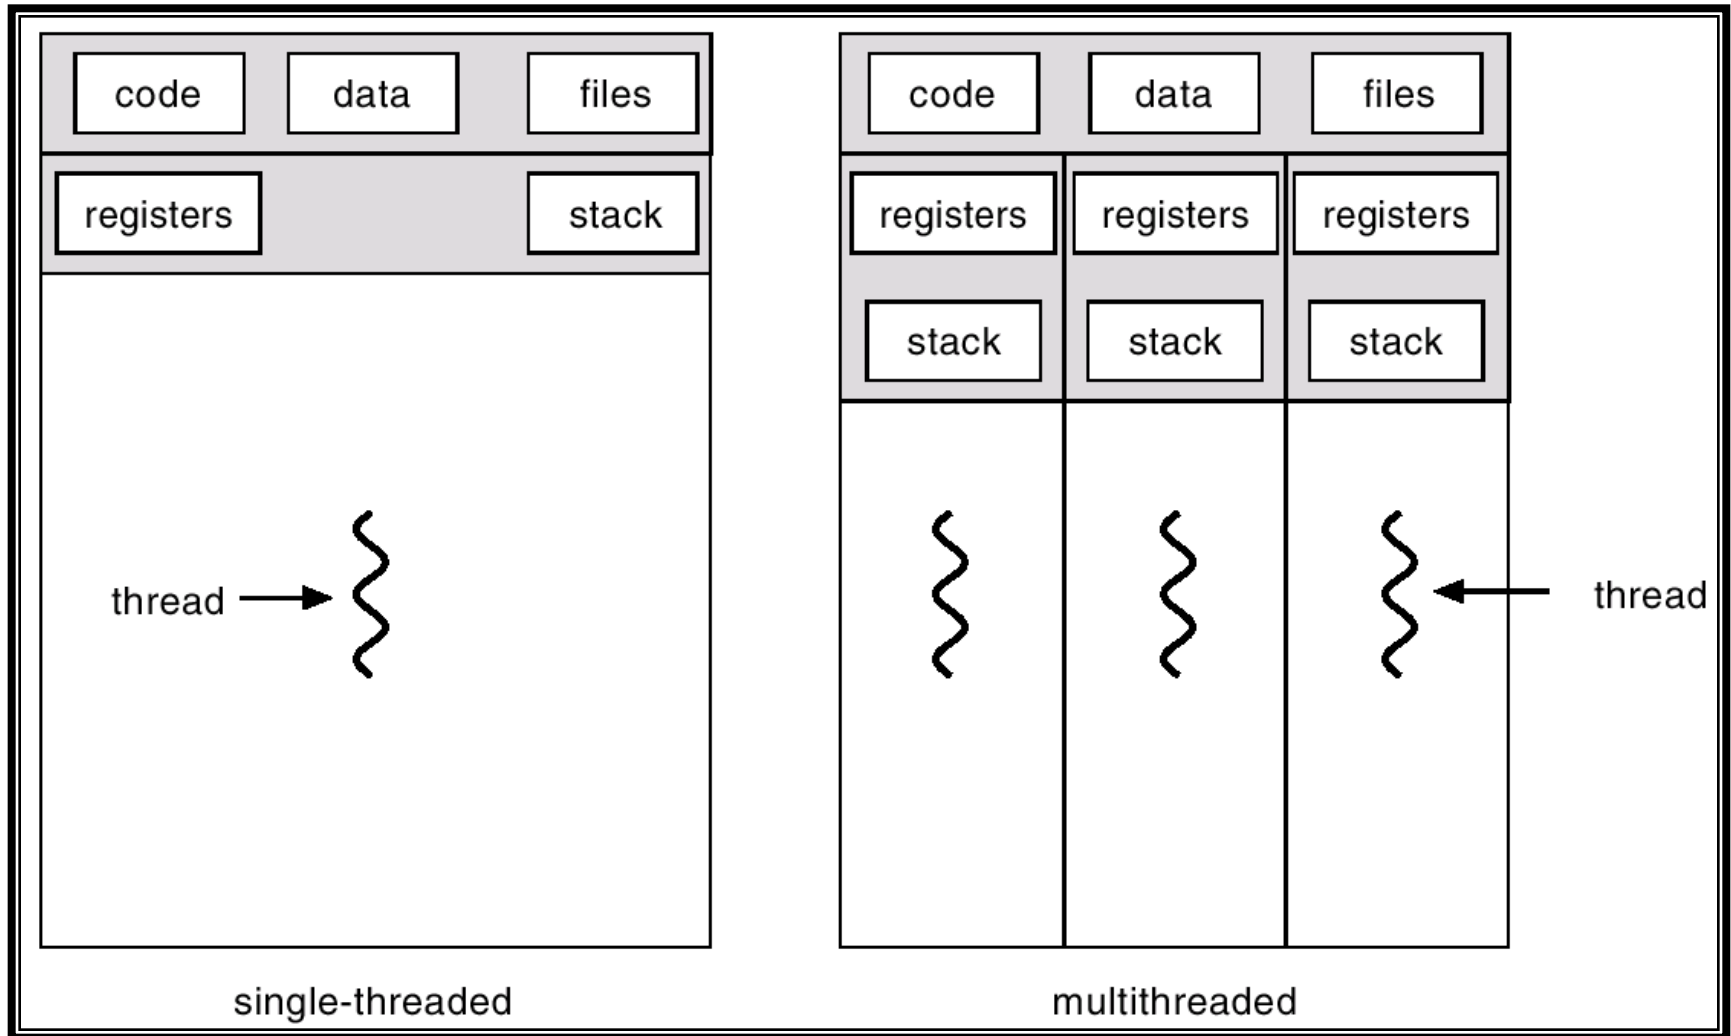 code data files
registers stack
thread
single-threaded
code data files
registers registers registers
stack stack stack
thread
multithreaded